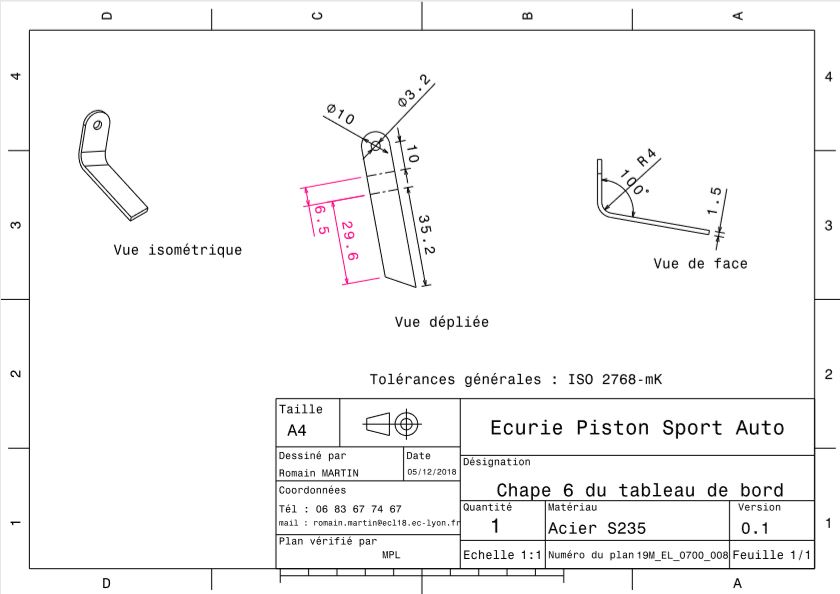 D C B A
4 4
Φ10
Φ3.2
10
R4
100°
1.5
3 3
6.5
29.6
35.2
Vue isométrique
Vue de face
Vue dépliée
2 2
Tolérances générales : ISO 2768-mK
Taille
A4
Ecurie Piston Sport Auto
Dessiné par
Romain MARTIN
Date
05/12/2018
Désignation
Chape 6 du tableau de bord
Coordonnées
Tél : 06 83 67 74 67
mail : romain.martin@ecl18.ec-lyon.fr
Quantité
1
Matériau
Acier S235
Version
0.1
1 1
Plan vérifié par
MPL
Echelle 1:1
Numéro du plan 19M_EL_0700_008
Feuille 1/1
D A